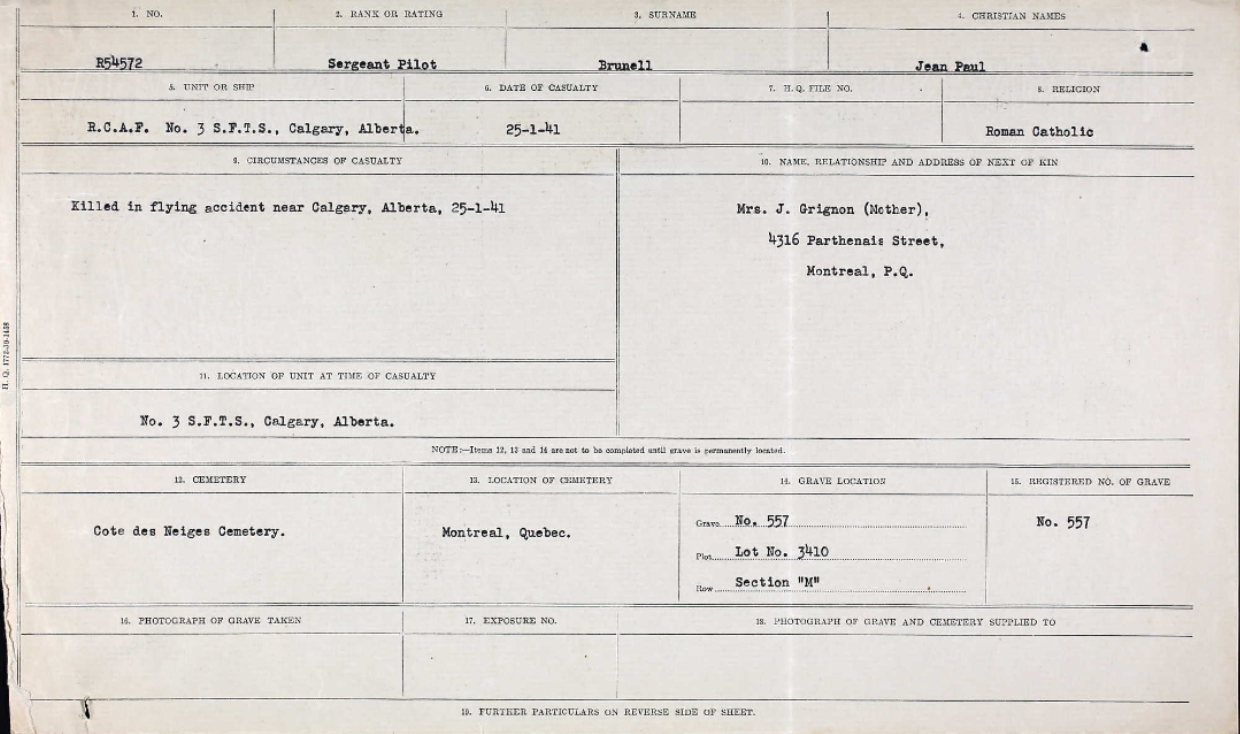 1. NO.
2. RANK OR RATING
3. SURNAME
4. CHRISTIAN NAMES
R54572
Sergeant Pilot
Brunell
Jean Paul
5. UNIT OR SHIP
6. DATE OF CASUALTY
7. H.Q. FILE NO.
8. RELIGION
R.C.A.F. No. 3 S.F.T.S., Calgary, Alberta.
25-1-41
Roman Catholic
9. CIRCUMSTANCES OF CASUALTY
10. NAME, RELATIONSHIP AND ADDRESS OF NEXT OF KIN
Killed in flying accident near Calgary, Alberta, 25-1-41
Mrs. J. Grignon (Mother),
4316 Parthenais Street,
Montreal, P.Q.
H. Q. 1772-39-1458
11. LOCATION OF UNIT AT TIME OF CASUALTY
No. 3 S.F.T.S., Calgary, Alberta.
NOTE:—Items 12, 13 and 14 are not to be completed until grave is permanently located.
12. CEMETERY
13. LOCATION OF CEMETERY
14. GRAVE LOCATION
15. REGISTERED NO. OF GRAVE
Cote des Neiges Cemetery.
Montreal, Quebec.
Grave No. 557
Plot Lot No. 3410
Row Section "M"
No. 557
16. PHOTOGRAPH OF GRAVE TAKEN
17. EXPOSURE NO.
18. PHOTOGRAPH OF GRAVE AND CEMETERY SUPPLIED TO
19. FURTHER PARTICULARS ON REVERSE SIDE OF SHEET.